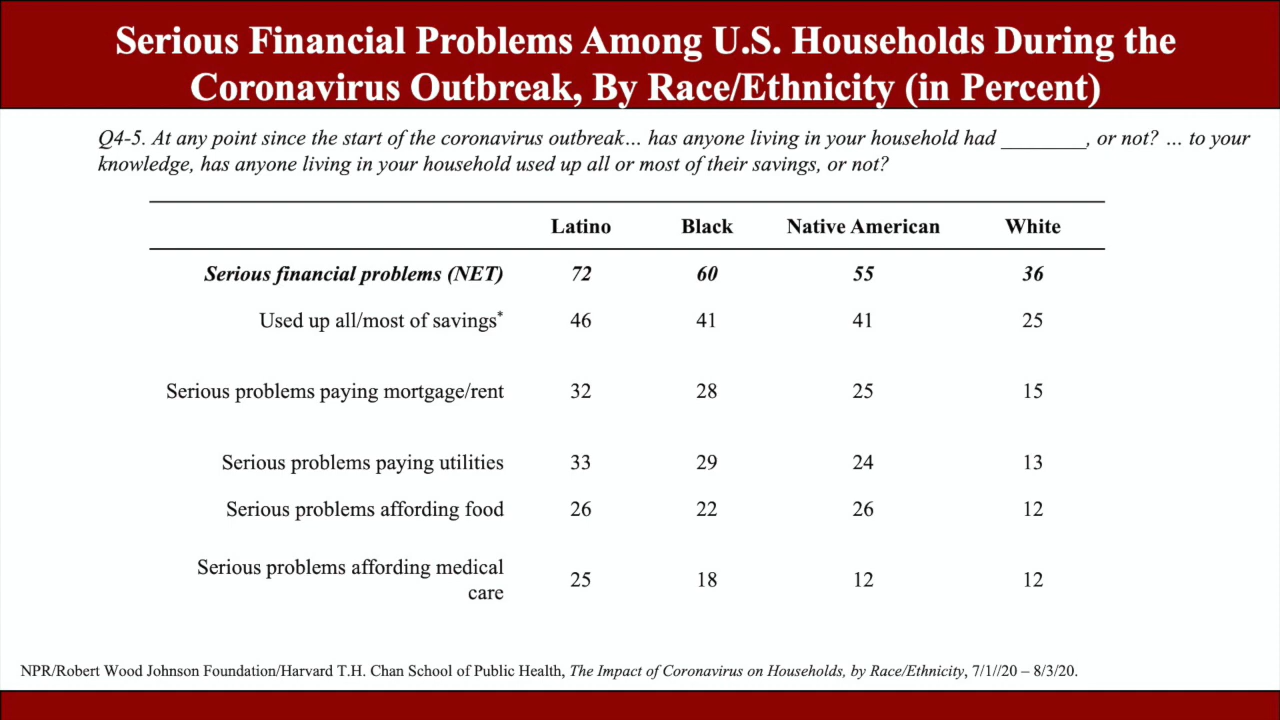 Serious Financial Problems Among U.S. Households During the
Coronavirus Outbreak, By Race/Ethnicity (in Percent)
Q4-5. At any point since the start of the coronavirus outbreak… has anyone living in your household had ________, or not? … to your
knowledge, has anyone living in your household used up all or most of their savings, or not?
Latino Black Native American White
Serious financial problems (NET) 72 60 55 36
Used up all/most of savings* 46 41 41 25
Serious problems paying mortgage/rent 32 28 25 15
Serious problems paying utilities 33 29 24 13
Serious problems affording food 26 22 26 12
Serious problems affording medical
care 25 18 12 12
NPR/Robert Wood Johnson Foundation/Harvard T.H. Chan School of Public Health, The Impact of Coronavirus on Households, by Race/Ethnicity, 7/1//20 – 8/3/20.